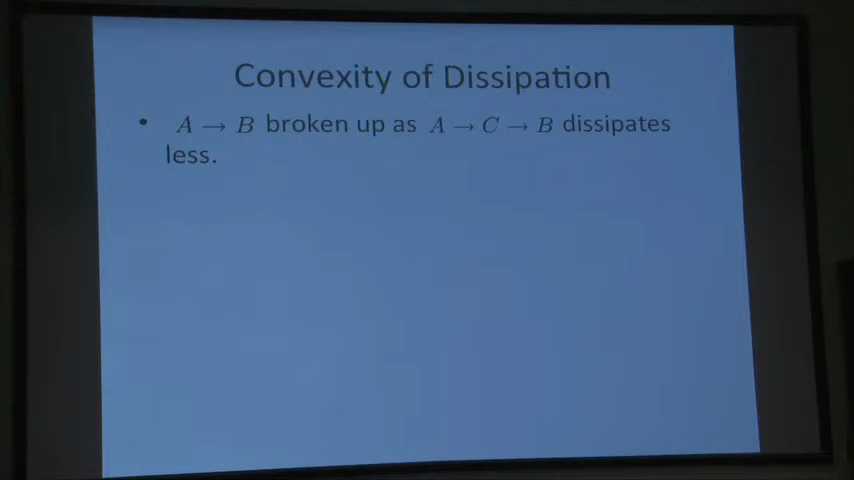 Convexity of Dissipation
• A → B broken up as A → C → B dissipates
less.